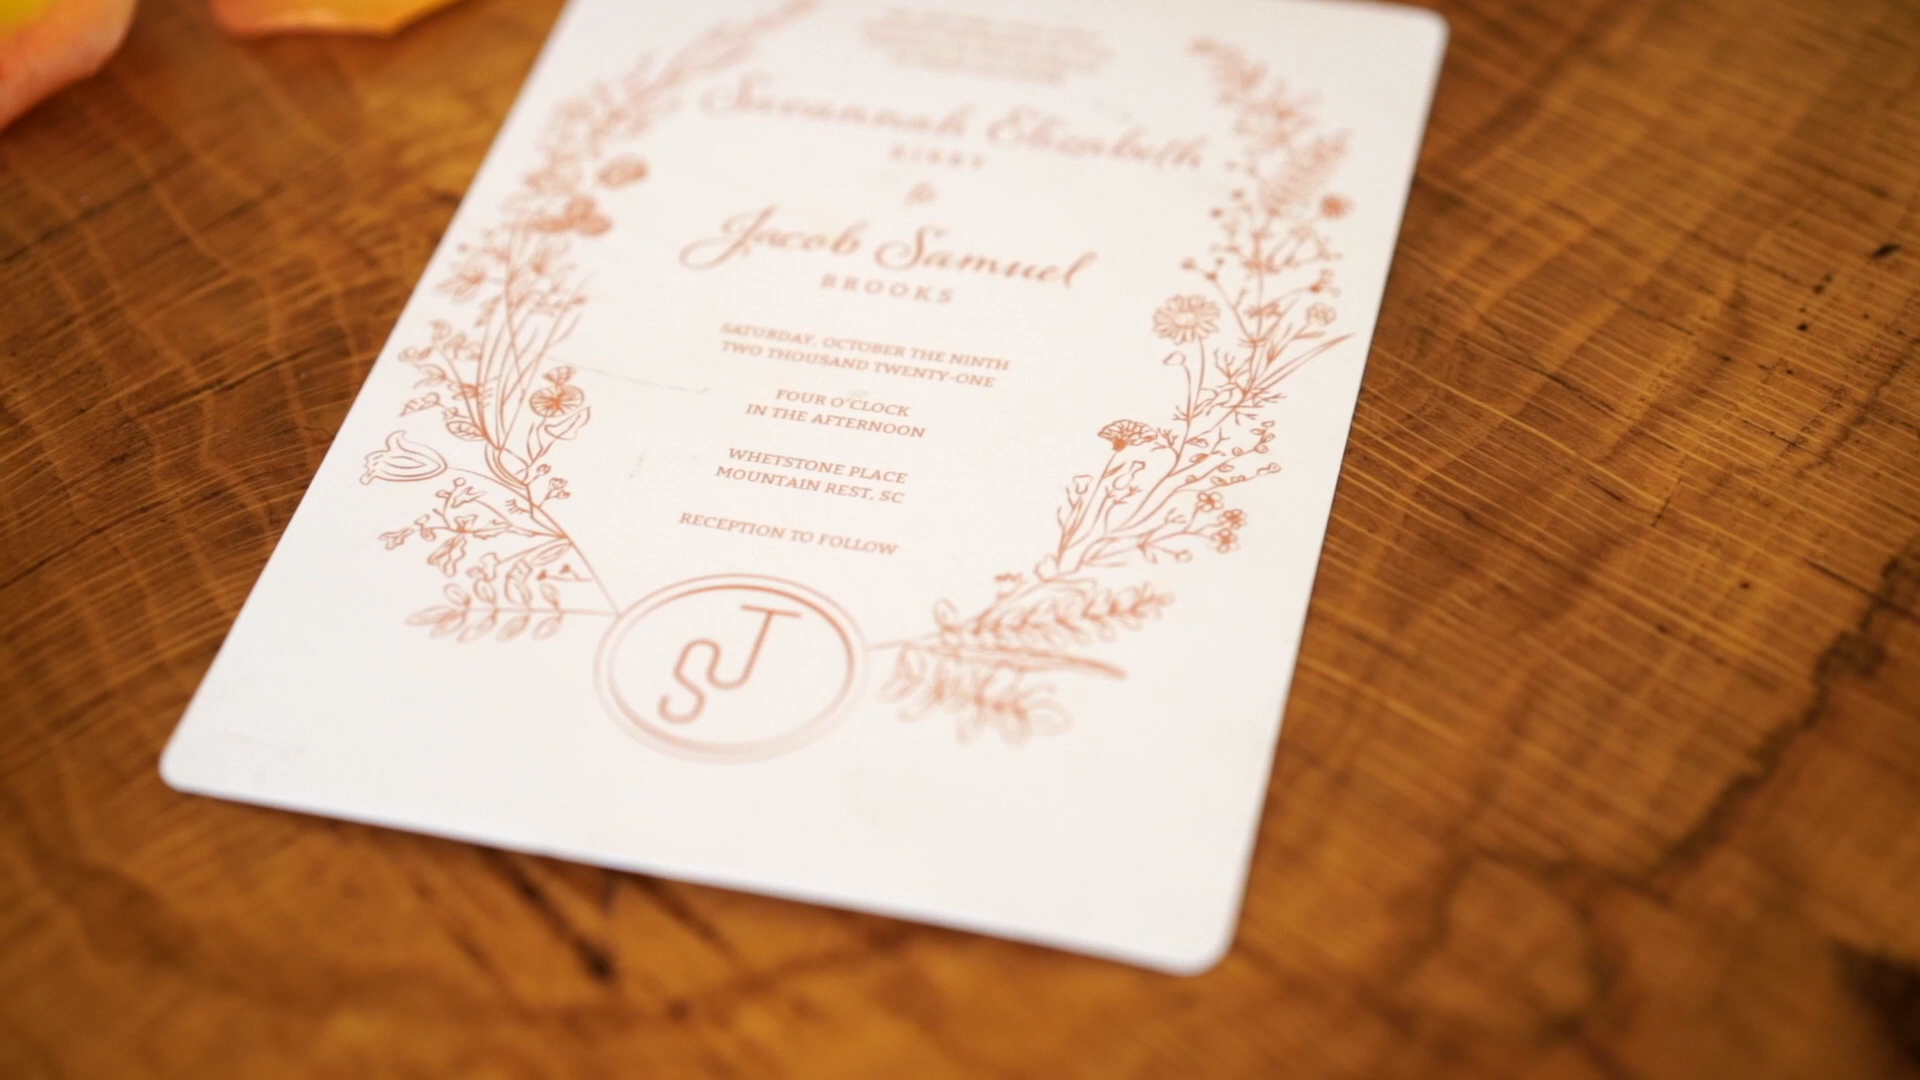 Savannah Elizabeth
&
Jacob Samuel
BROOKS
SATURDAY, OCTOBER THE NINTH
TWO THOUSAND TWENTY-ONE
FOUR O'CLOCK
IN THE AFTERNOON
WHETSTONE PLACE
MOUNTAIN REST, SC
RECEPTION TO FOLLOW
SJ